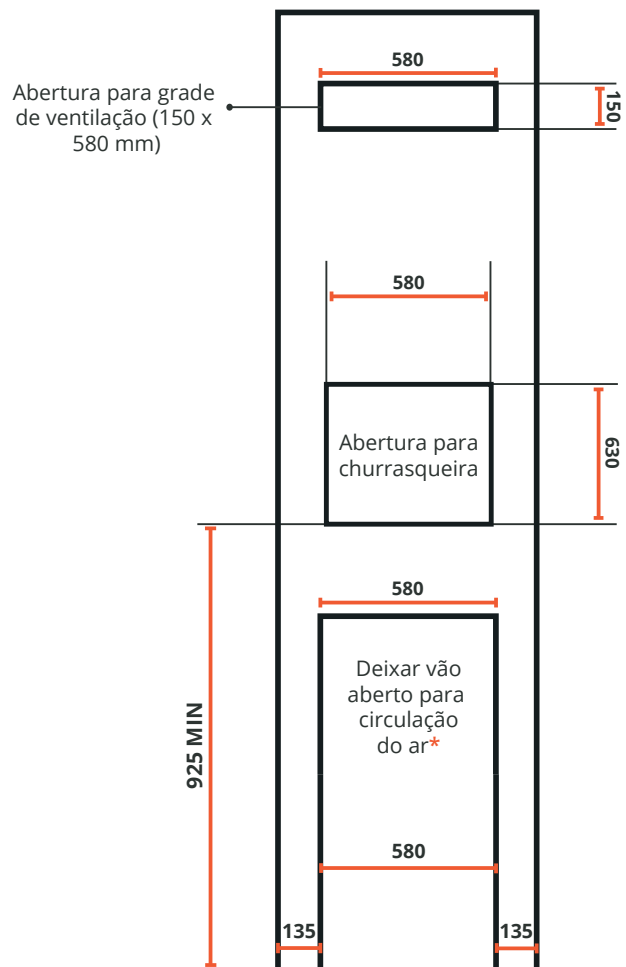 580
Abertura para grade
de ventilação (150 x
580 mm)
150
580
Abertura para
churrasqueira
630
580
Deixar vão
aberto para
circulação
do ar*
925 MIN
580
135
135